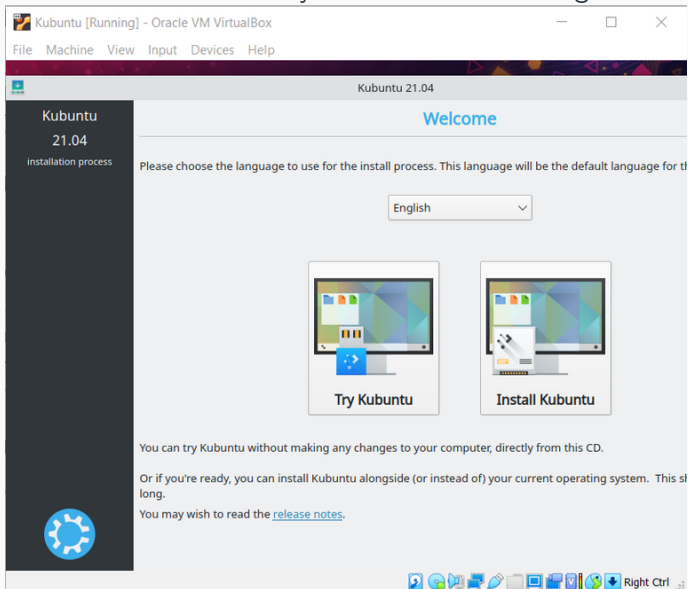 Kubuntu [Running] - Oracle VM VirtualBox
File Machine View Input Devices Help
Kubuntu 21.04
Kubuntu
21.04
installation process
Welcome
Please choose the language to use for the install process. This language will be the default language for
English
Try Kubuntu
Install Kubuntu
You can try Kubuntu without making any changes to your computer, directly from this CD.
Or if you're ready, you can install Kubuntu alongside (or instead of) your current operating system. This
long.
You may wish to read the release notes.
Right Ctrl